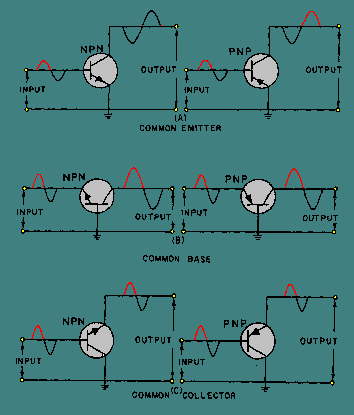 NPN PNP
INPUT OUTPUT INPUT OUTPUT
(A)
COMMON EMITTER
NPN PNP
INPUT OUTPUT INPUT OUTPUT
(B)
COMMON BASE
NPN PNP
INPUT OUTPUT INPUT OUTPUT
(C)
COMMON COLLECTOR